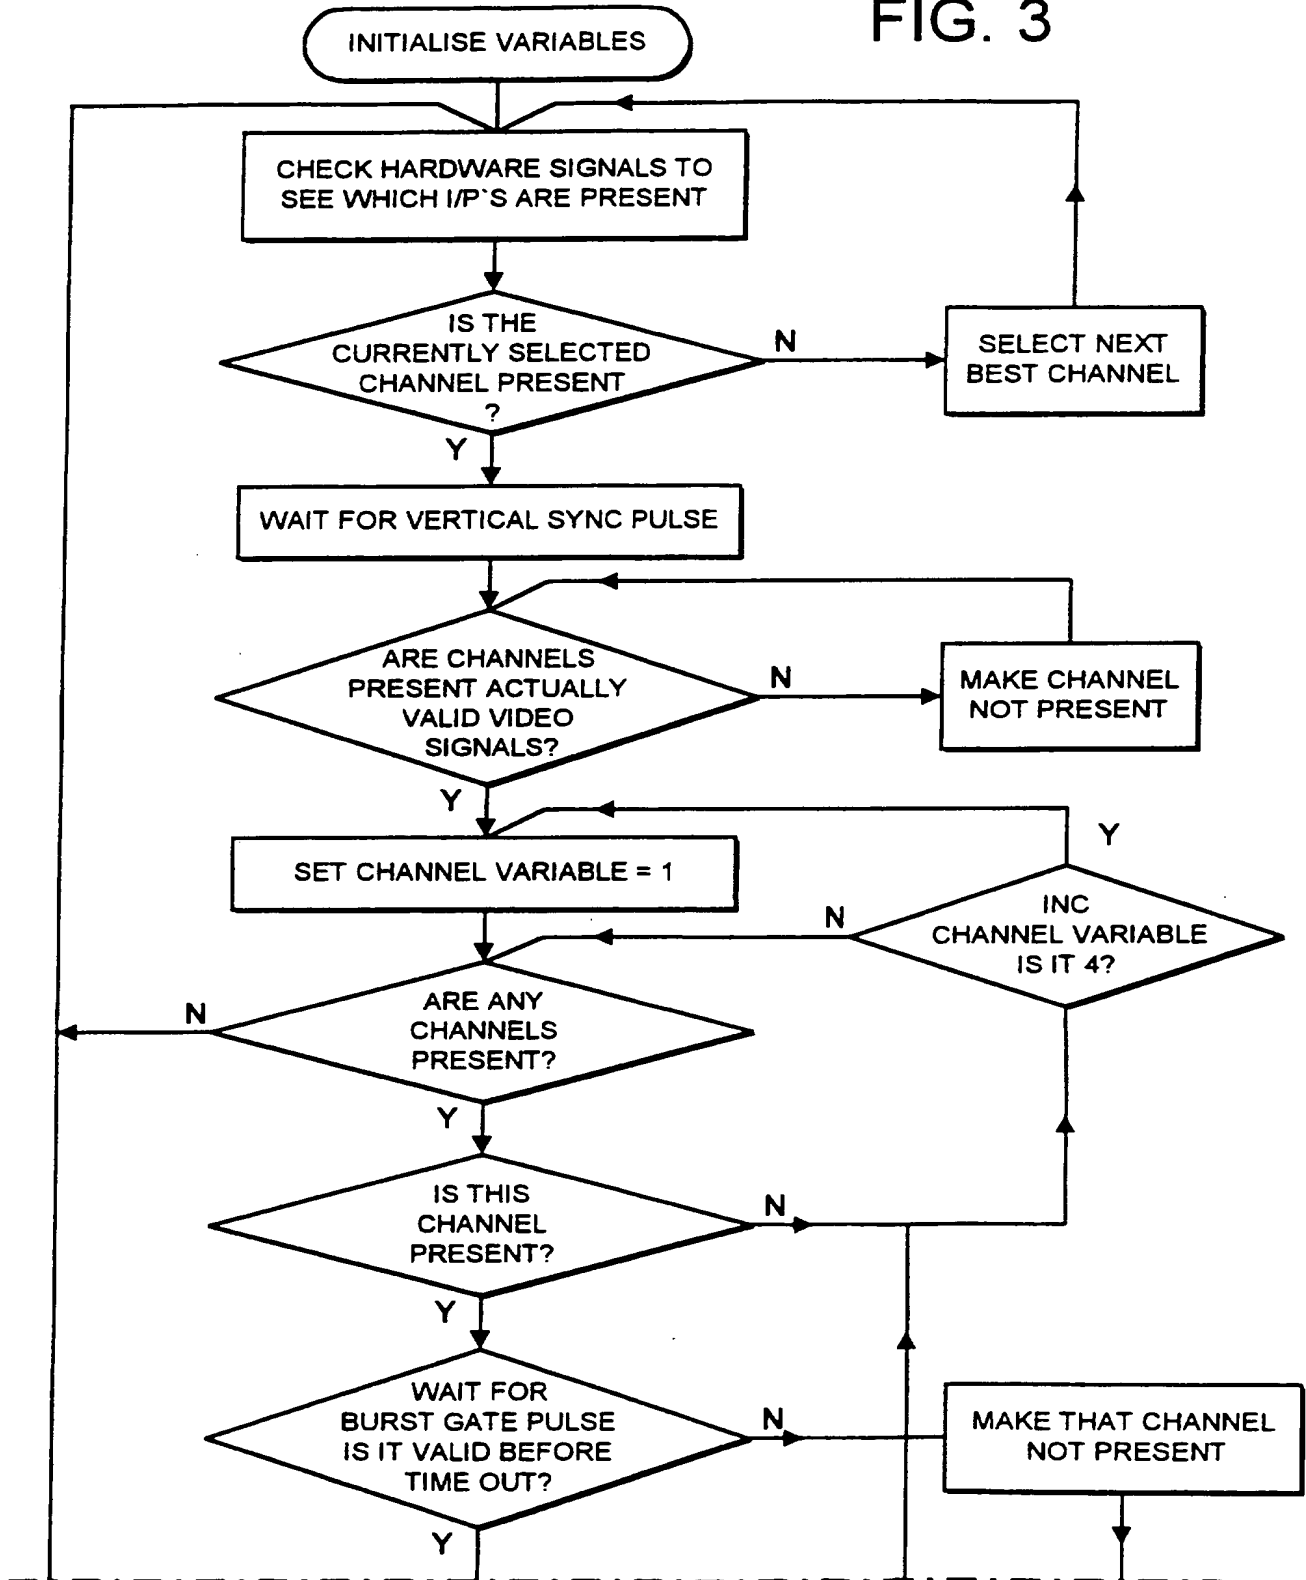 FIG. 3
INITIALISE VARIABLES
CHECK HARDWARE SIGNALS TO
SEE WHICH I/P`S ARE PRESENT
IS THE
CURRENTLY SELECTED
CHANNEL PRESENT
?
N
SELECT NEXT
BEST CHANNEL
Y
WAIT FOR VERTICAL SYNC PULSE
ARE CHANNELS
PRESENT ACTUALLY
VALID VIDEO
SIGNALS?
N
MAKE CHANNEL
NOT PRESENT
Y
SET CHANNEL VARIABLE = 1
Y
INC
CHANNEL VARIABLE
IS IT 4?
N
ARE ANY
CHANNELS
PRESENT?
N
Y
IS THIS
CHANNEL
PRESENT?
N
Y
WAIT FOR
BURST GATE PULSE
IS IT VALID BEFORE
TIME OUT?
N
MAKE THAT CHANNEL
NOT PRESENT
Y